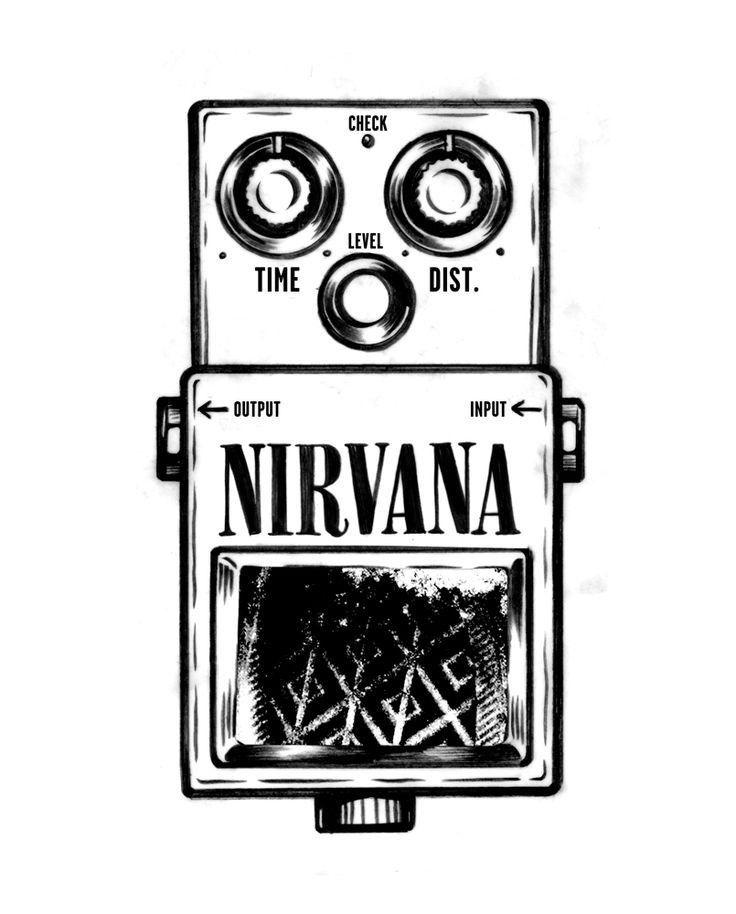 CHECK
LEVEL
TIME
DIST.
OUTPUT
INPUT
NIRVANA